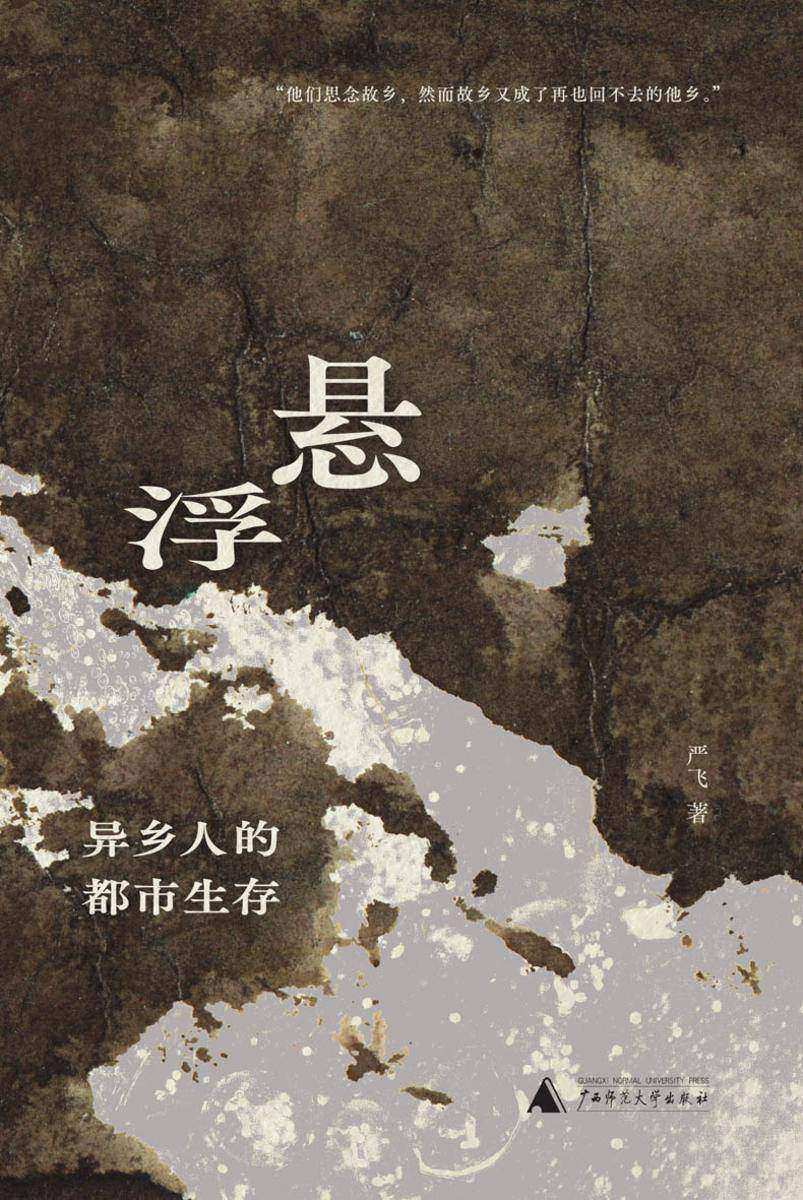 “他们思念故乡，然而故乡又成了再也回不去的他乡。”
悬浮
严飞 著
异乡人的
都市生存
GUANGXI NORMAL UNIVERSITY PRESS
广西师范大学出版社